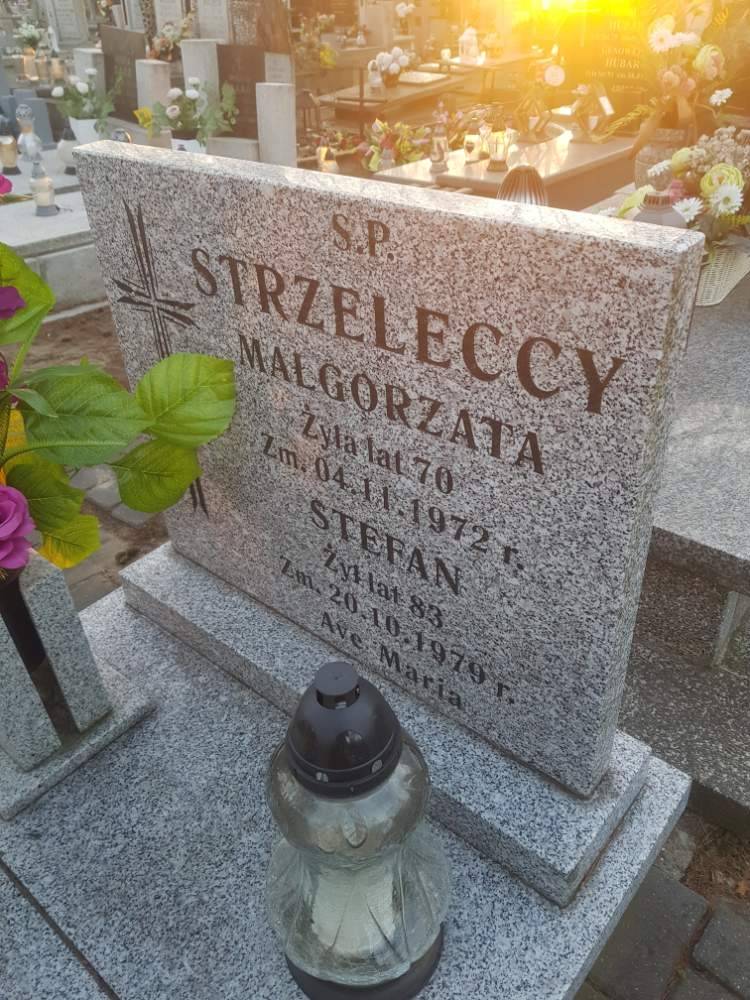 S.P.
STRZELECCY
MAŁGORZATA
Żyła lat 70
Zm. 04.11.1972 r.
STEFAN
Żył lat 83
Zm. 20.10.1979 r.
Ave Maria